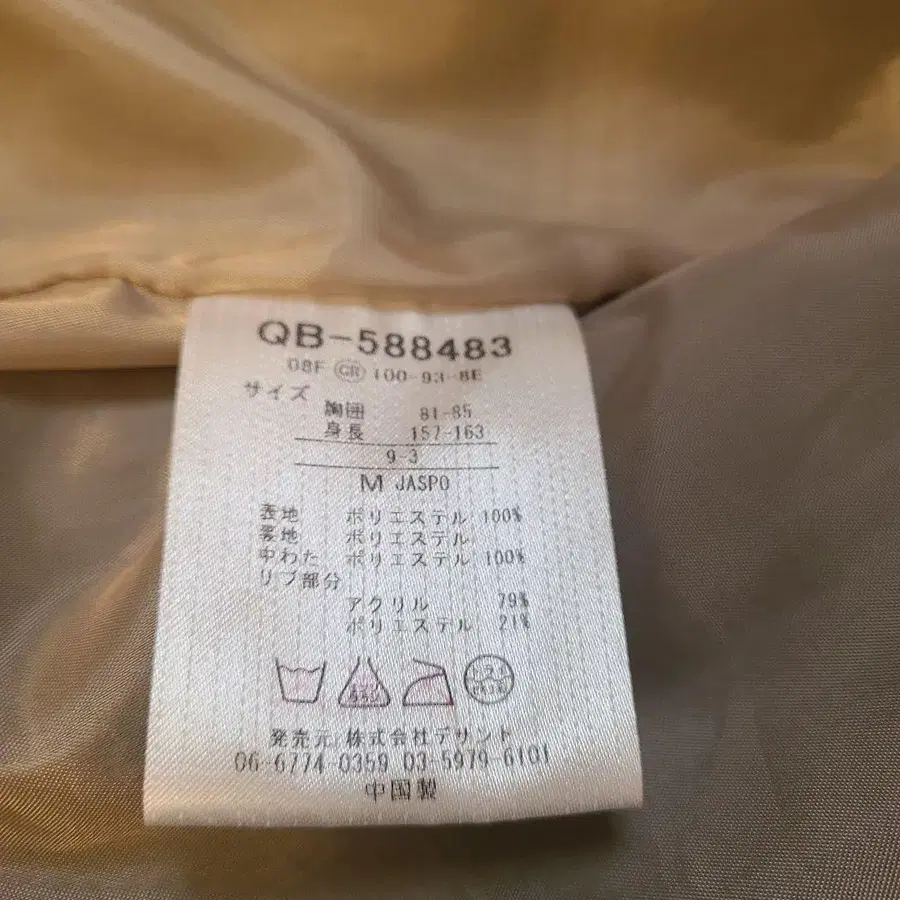 QB-588483
08F GR 100-93-8E
サイズ
胸囲 81-85
身長 157-163
9-3
M JASPO
表地 ポリエステル 100%
裏地 ポリエステル
中わた ポリエステル 100%
リブ部分
アクリル 79%
ポリエステル 21%
発売元 株式会社デサント
06-6774-0359 03-5979-6101
中国製